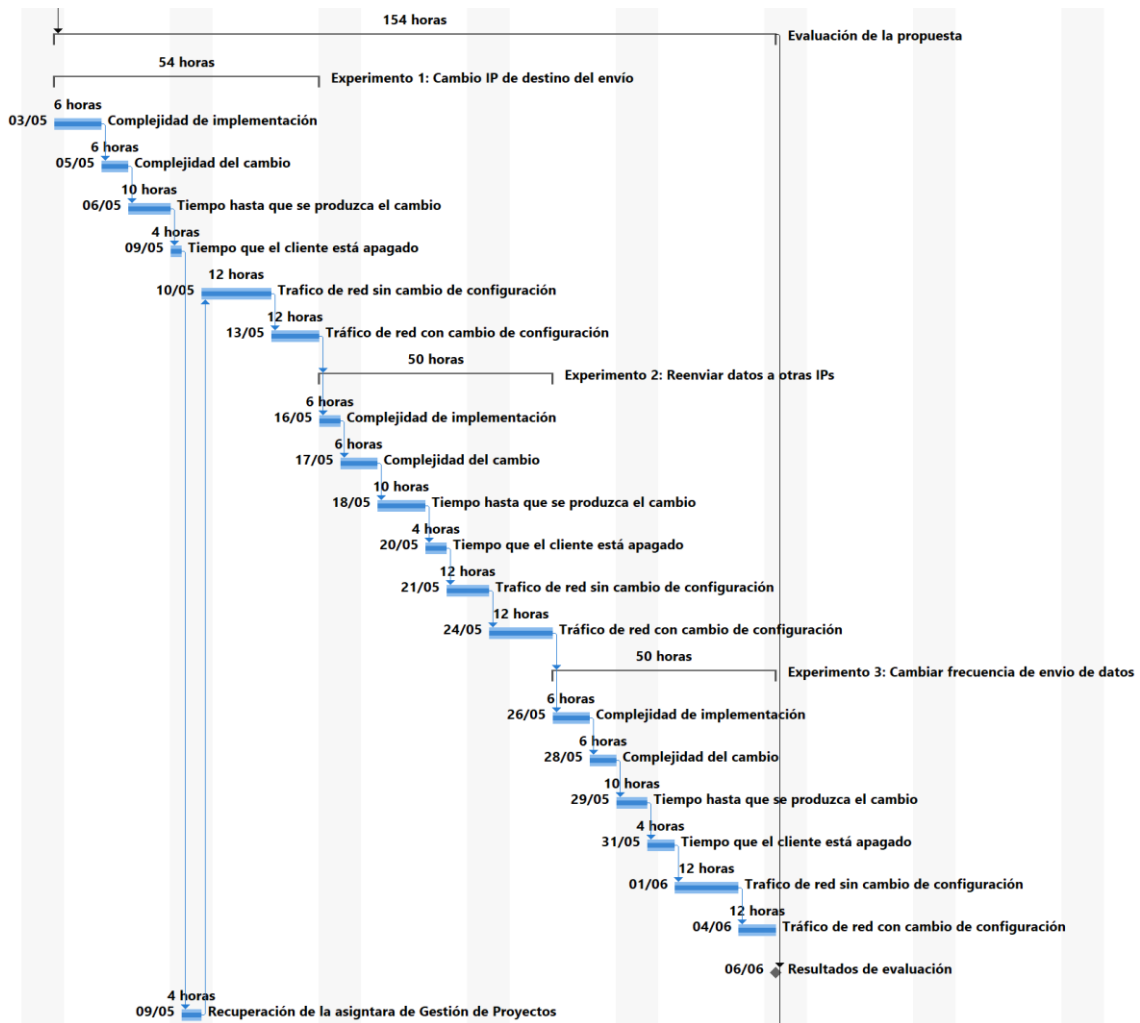 154 horas
Evaluación de la propuesta
54 horas
Experimento 1: Cambio IP de destino del envío
6 horas
03/05 Complejidad de implementación
6 horas
05/05 Complejidad del cambio
10 horas
06/05 Tiempo hasta que se produzca el cambio
4 horas
09/05 Tiempo que el cliente está apagado
12 horas
10/05 Trafico de red sin cambio de configuración
12 horas
13/05 Tráfico de red con cambio de configuración
50 horas
Experimento 2: Reenviar datos a otras IPs
6 horas
16/05 Complejidad de implementación
6 horas
17/05 Complejidad del cambio
10 horas
18/05 Tiempo hasta que se produzca el cambio
4 horas
20/05 Tiempo que el cliente está apagado
12 horas
21/05 Trafico de red sin cambio de configuración
12 horas
24/05 Tráfico de red con cambio de configuración
50 horas
Experimento 3: Cambiar frecuencia de envio de datos
6 horas
26/05 Complejidad de implementación
6 horas
28/05 Complejidad del cambio
10 horas
29/05 Tiempo hasta que se produzca el cambio
4 horas
31/05 Tiempo que el cliente está apagado
12 horas
01/06 Trafico de red sin cambio de configuración
12 horas
04/06 Tráfico de red con cambio de configuración
06/06 Resultados de evaluación
4 horas
09/05 Recuperación de la asigntara de Gestión de Proyectos